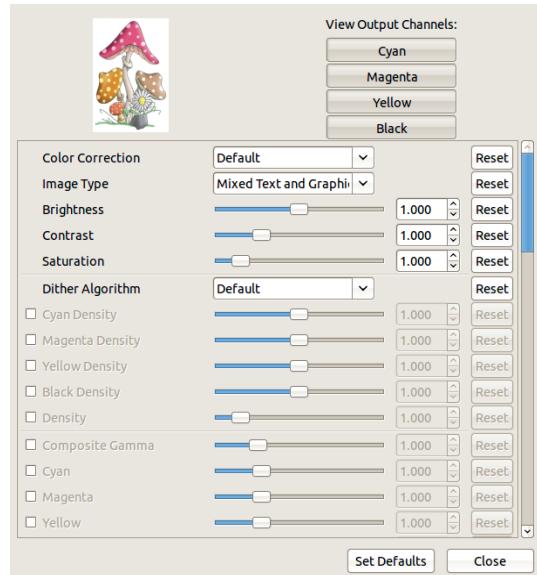 View Output Channels:
Cyan
Magenta
Yellow
Black
Color Correction Default Reset
Image Type Mixed Text and Graphi Reset
Brightness 1.000 Reset
Contrast 1.000 Reset
Saturation 1.000 Reset
Dither Algorithm Default Reset
Cyan Density 1.000 Reset
Magenta Density 1.000 Reset
Yellow Density 1.000 Reset
Black Density 1.000 Reset
Density 1.000 Reset
Composite Gamma 1.000 Reset
Cyan 1.000 Reset
Magenta 1.000 Reset
Yellow 1.000 Reset
Set Defaults Close